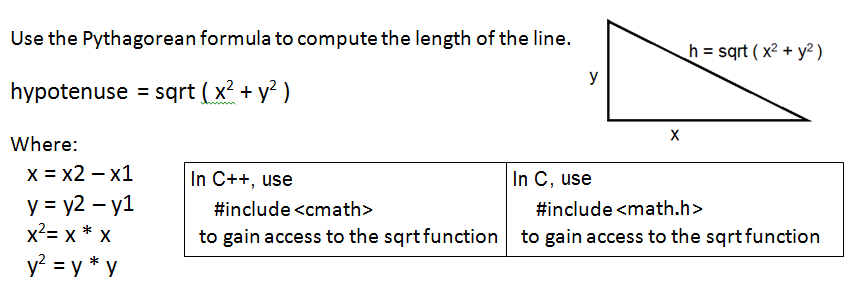 Use the Pythagorean formula to compute the length of the line.
hypotenuse = sqrt ( x² + y² )
h = sqrt ( x² + y² )
y
x
Where:
x = x2 – x1
y = y2 – y1
x²= x * x
y² = y * y
In C++, use
#include <cmath>
to gain access to the sqrt function
In C, use
#include <math.h>
to gain access to the sqrt function